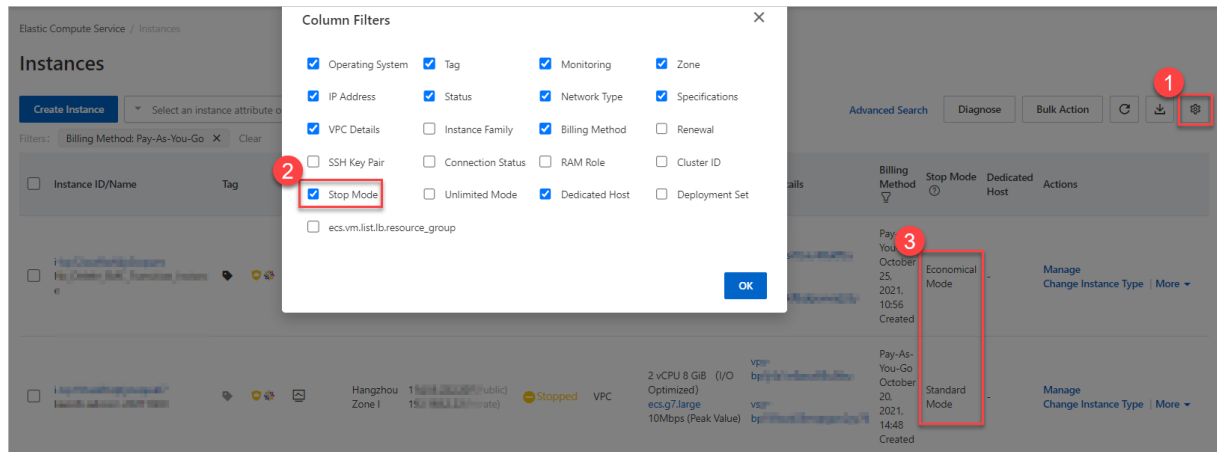 Elastic Compute Service / Instances
Instances
Create Instance
Select an instance attribute o
Advanced Search
Diagnose
Bulk Action
Filters: Billing Method: Pay-As-You-Go X Clear
1
Column Filters
Operating System
Tag
Monitoring
Zone
IP Address
Status
Network Type
Specifications
VPC Details
Instance Family
Billing Method
Renewal
SSH Key Pair
Connection Status
RAM Role
Cluster ID
2
Stop Mode
Unlimited Mode
Dedicated Host
Deployment Set
ecs.vm.list.lb.resource_group
OK
Instance ID/Name
Tag
ails
Billing
Method
Stop Mode
Dedicated
Host
Actions
3
Pay-
You
October
25,
2021,
10:56
Created
Economical
Mode
-
Manage
Change Instance Type | More
Hangzhou
Zone I
Stopped
VPC
2 vCPU 8 GiB (I/O
Optimized)
ecs.g7.large
10Mbps (Peak Value)
Pay-As-
You-Go
October
20,
2021,
14:48
Created
Standard
Mode
-
Manage
Change Instance Type | More